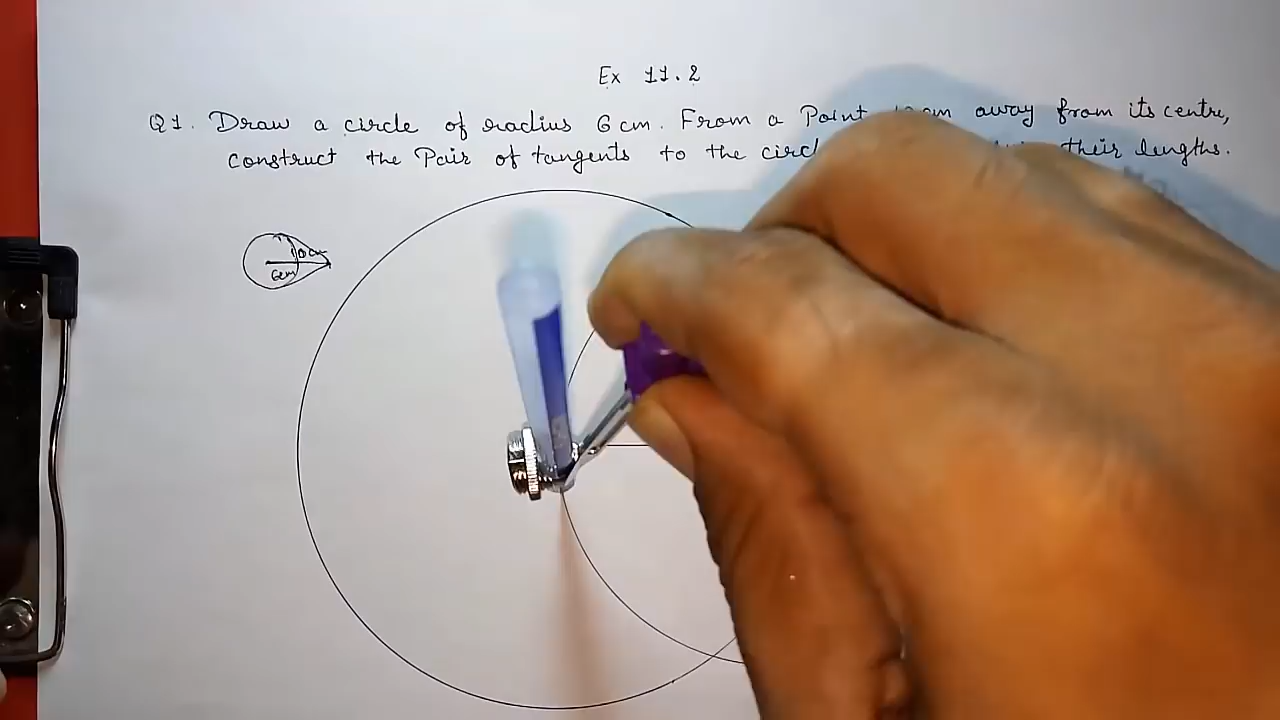 Ex 11.2
Q1. Draw a circle of radius 6 cm. From a Point away from its centre,
construct the Pair of tangents to the their lengths.
10cm
6cm